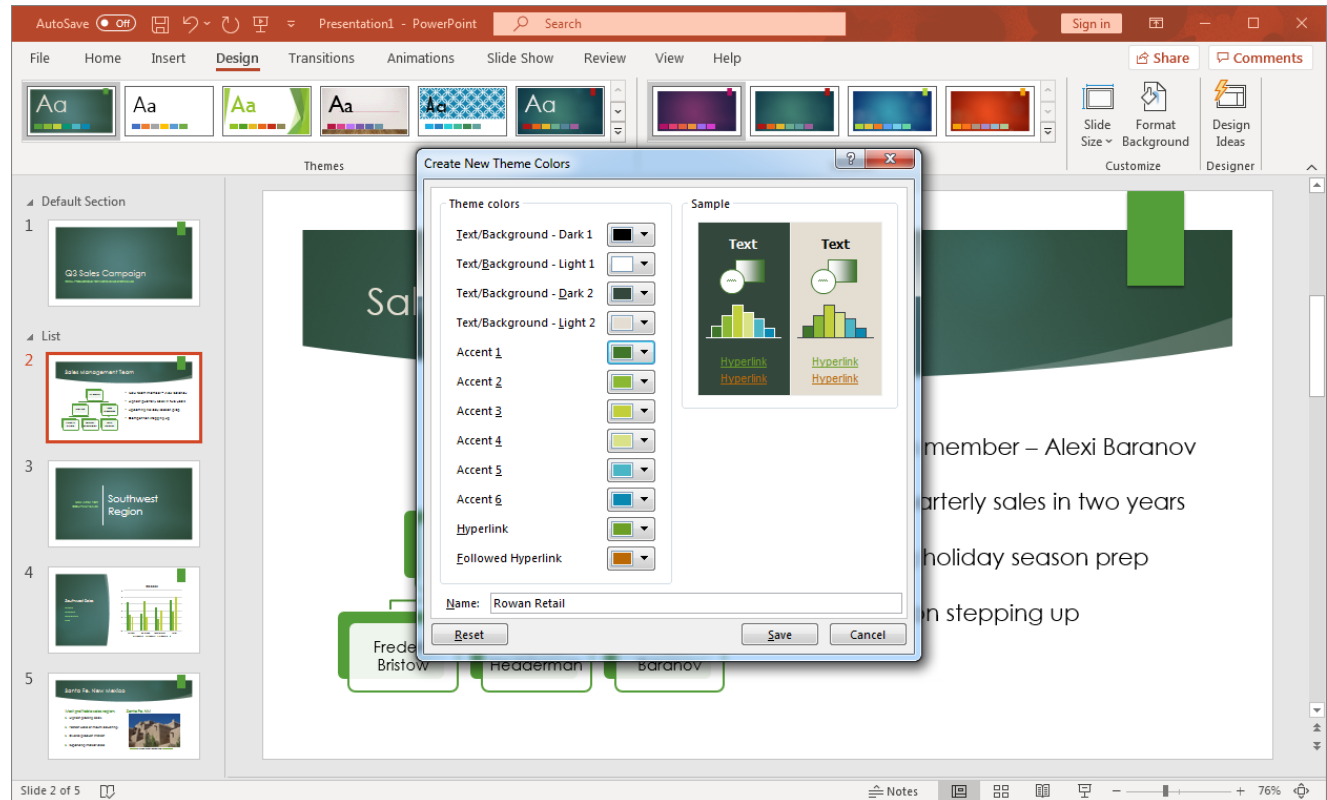 AutoSave Off Presentation1 - PowerPoint Search Sign in
File Home Insert Design Transitions Animations Slide Show Review View Help Share Comments
Aa Aa Aa Aa Aa Aa
Slide Size Format Background Design Ideas
Themes Customize Designer
Create New Theme Colors
Theme colors
Text/Background - Dark 1
Text/Background - Light 1
Text/Background - Dark 2
Text/Background - Light 2
Accent 1
Accent 2
Accent 3
Accent 4
Accent 5
Accent 6
Hyperlink
Followed Hyperlink
Sample
Text Text
Hyperlink Hyperlink
Hyperlink Hyperlink
Name: Rowan Retail
Reset Save Cancel
Default Section
1
Q3 Sales Campaign
List
2
Sales Management Team
3
Southwest
Region
4
Southwest Sales
5
Santa Fe, New Mexico
Sal
member – Alexi Baranov
arterly sales in two years
holiday season prep
n stepping up
Frede
Bristow Hedderman Baranov
Slide 2 of 5 Notes 76%